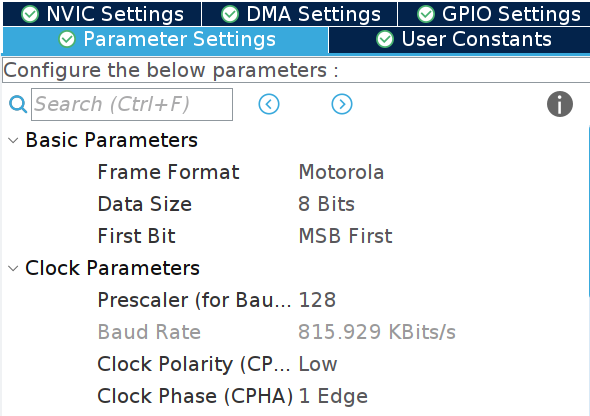 NVIC Settings DMA Settings GPIO Settings
Parameter Settings User Constants
Configure the below parameters :
Search (Ctrl+F)
Basic Parameters
Frame Format Motorola
Data Size 8 Bits
First Bit MSB First
Clock Parameters
Prescaler (for Bau... 128
Baud Rate 815.929 KBits/s
Clock Polarity (CP... Low
Clock Phase (CPHA) 1 Edge